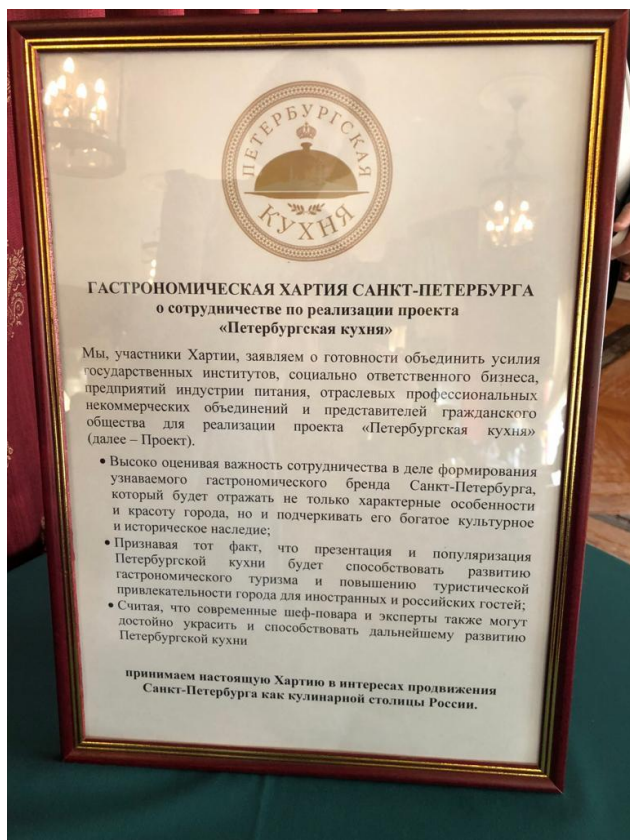 ПЕТЕРБУРГСКАЯ
КУХНЯ
ГАСТРОНОМИЧЕСКАЯ ХАРТИЯ САНКТ-ПЕТЕРБУРГА
о сотрудничестве по реализации проекта
«Петербургская кухня»
Мы, участники Хартии, заявляем о готовности объединить усилия
государственных институтов, социально ответственного бизнеса,
предприятий индустрии питания, отраслевых профессиональных
некоммерческих объединений и представителей гражданского
общества для реализации проекта «Петербургская кухня»
(далее – Проект).
• Высоко оценивая важность сотрудничества в деле формирования
узнаваемого гастрономического бренда Санкт-Петербурга,
который будет отражать не только характерные особенности
и красоту города, но и подчеркивать его богатое культурное
и историческое наследие;
• Признавая тот факт, что презентация и популяризация
Петербургской кухни будет способствовать развитию
гастрономического туризма и повышению туристической
привлекательности города для иностранных и российских гостей;
• Считая, что современные шеф-повара и эксперты также могут
достойно украсить и способствовать дальнейшему развитию
Петербургской кухни
принимаем настоящую Хартию в интересах продвижения
Санкт-Петербурга как кулинарной столицы России.